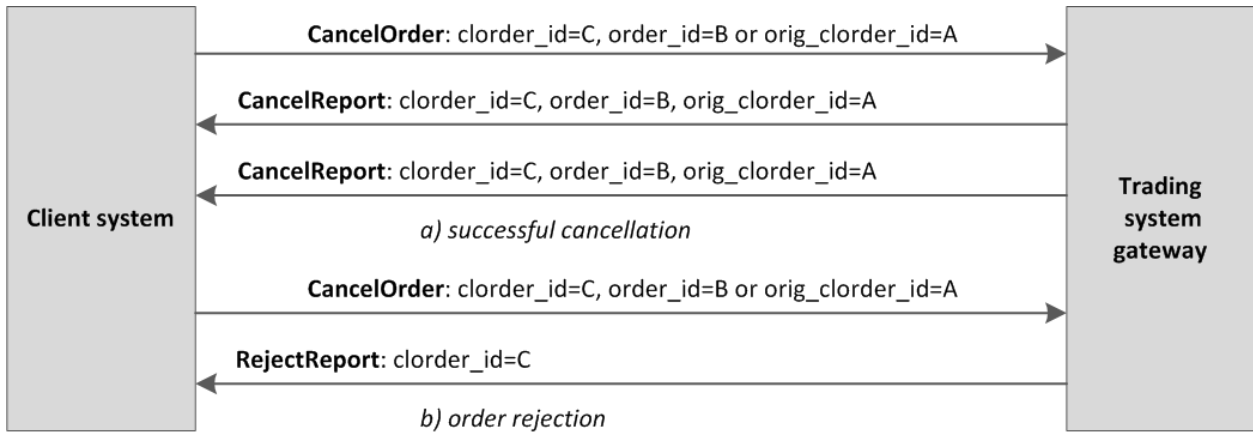 CancelOrder: clorder_id=C, order_id=B or orig_clorder_id=A
CancelReport: clorder_id=C, order_id=B, orig_clorder_id=A
CancelReport: clorder_id=C, order_id=B, orig_clorder_id=A
Client system
Trading
system
gateway
a) successful cancellation
CancelOrder: clorder_id=C, order_id=B or orig_clorder_id=A
RejectReport: clorder_id=C
b) order rejection